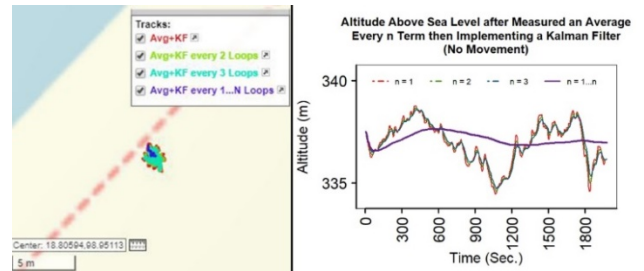 Tracks:
Avg+KF
Avg+KF every 2 Loops
Avg+KF every 3 Loops
Avg+KF every 1...N Loops
Center: 18.80594,98.95113
5 m
Altitude Above Sea Level after Measured an Average
Every n Term then Implementing a Kalman Filter
(No Movement)
n = 1
n = 2
n = 3
n = 1...n
340
335
Altitude (m)
0
300
600
900
1200
1500
1800
Time (Sec.)